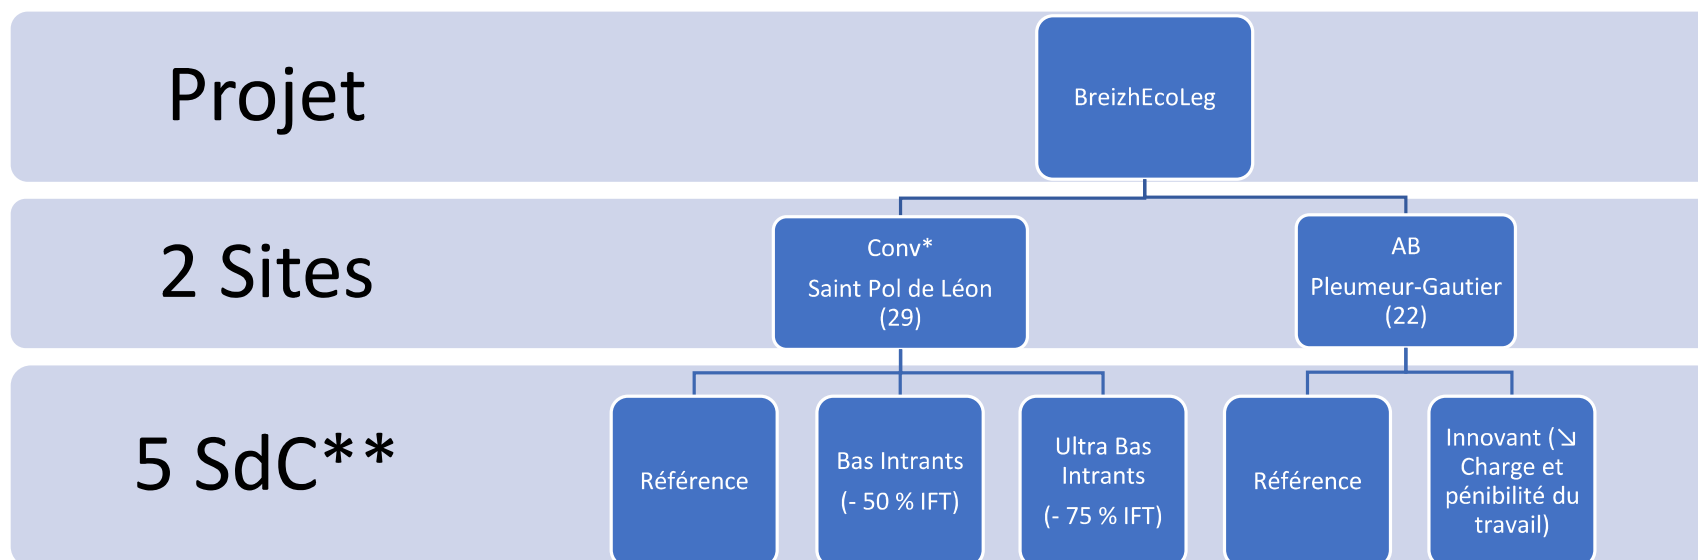 Projet
BreizhEcoLeg
2 Sites
Conv*
Saint Pol de Léon
(29)
AB
Pleumeur-Gautier
(22)
5 SdC**
Référence
Bas Intrants
(- 50 % IFT)
Ultra Bas
Intrants
(- 75 % IFT)
Référence
Innovant (↘
Charge et
pénibilité du
travail)